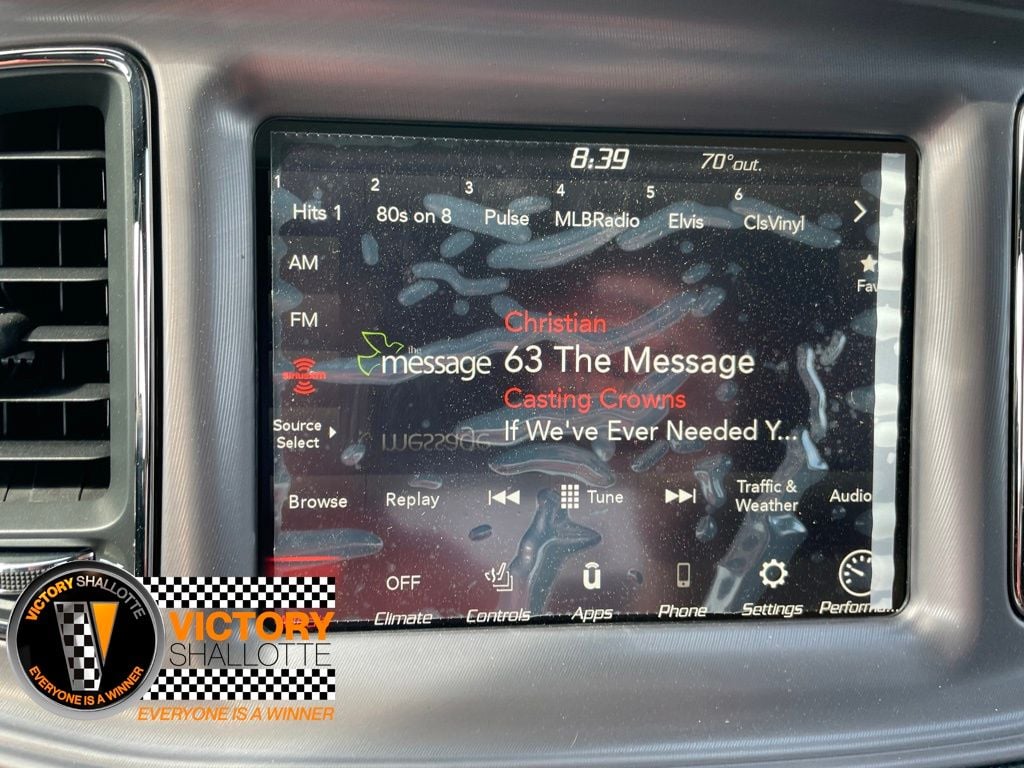 8:39 70°out.
1 2 3 4 5 6
Hits 1 80s on 8 Pulse MLBRadio Elvis ClsVinyl
AM
Fav
FM
Christian
the
message
63 The Message
siriusxm
Casting Crowns
Source
Select
If We've Ever Needed Y...
Browse Replay Tune
Traffic &
Weather
Audio
OFF
Climate Controls Apps Phone Settings Performa...
VICTORY SHALLOTTE
EVERYONE IS A WINNER
VICTORY
SHALLOTTE
EVERYONE IS A WINNER